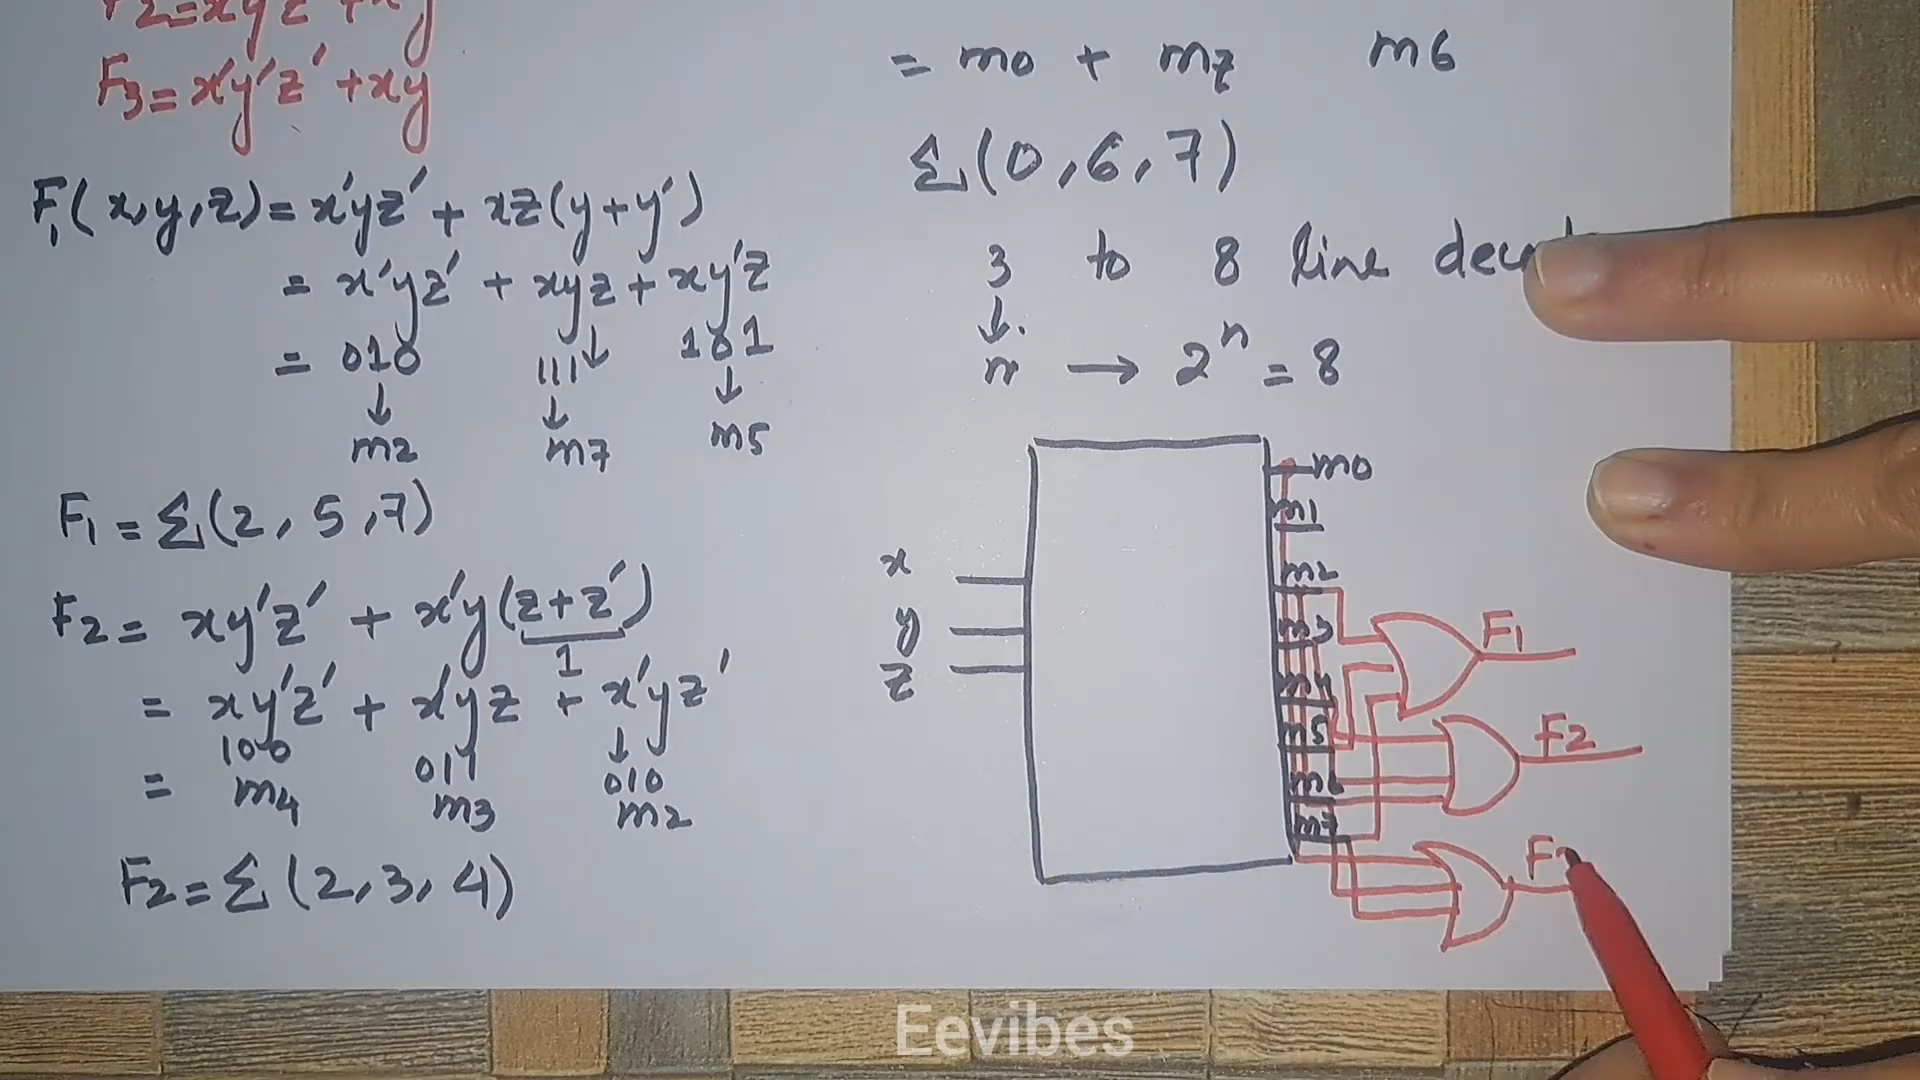 F2=xy'z'+x'y
F3=x'y'z'+xy
F1(x,y,z)=x'yz'+xz(y+y')
=x'yz'+xyz+xy'z
=010 111 101
m2 m7 m5
F1=Σ(2,5,7)
F2=xy'z'+x'y(z+z')
1
=xy'z'+x'yz+x'yz'
100 011 010
= m4 m3 m2
F2=Σ(2,3,4)
= m0 + m7 m6
Σ(0,6,7)
3 to 8 line
n → 2ⁿ = 8
m0
m1
m2
x
y
z
m3
m4
m5
m6
m7
F1
F2
Eevibes